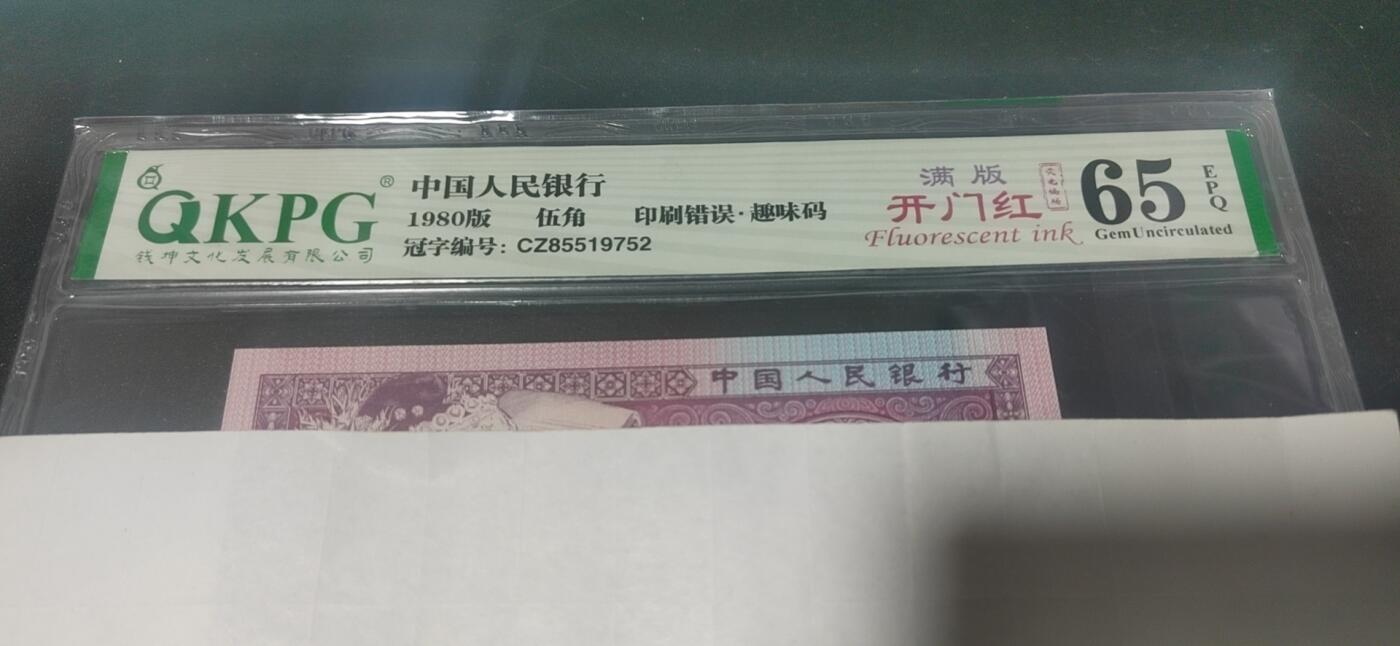 QKPG®
钱坤文化发展有限公司
中国人民银行
1980版 伍角 印刷错误·趣味码
冠字编号: CZ85519752
满版
开门红
Fluorescent ink
65
EPQ
GemUncirculated
中国人民银行